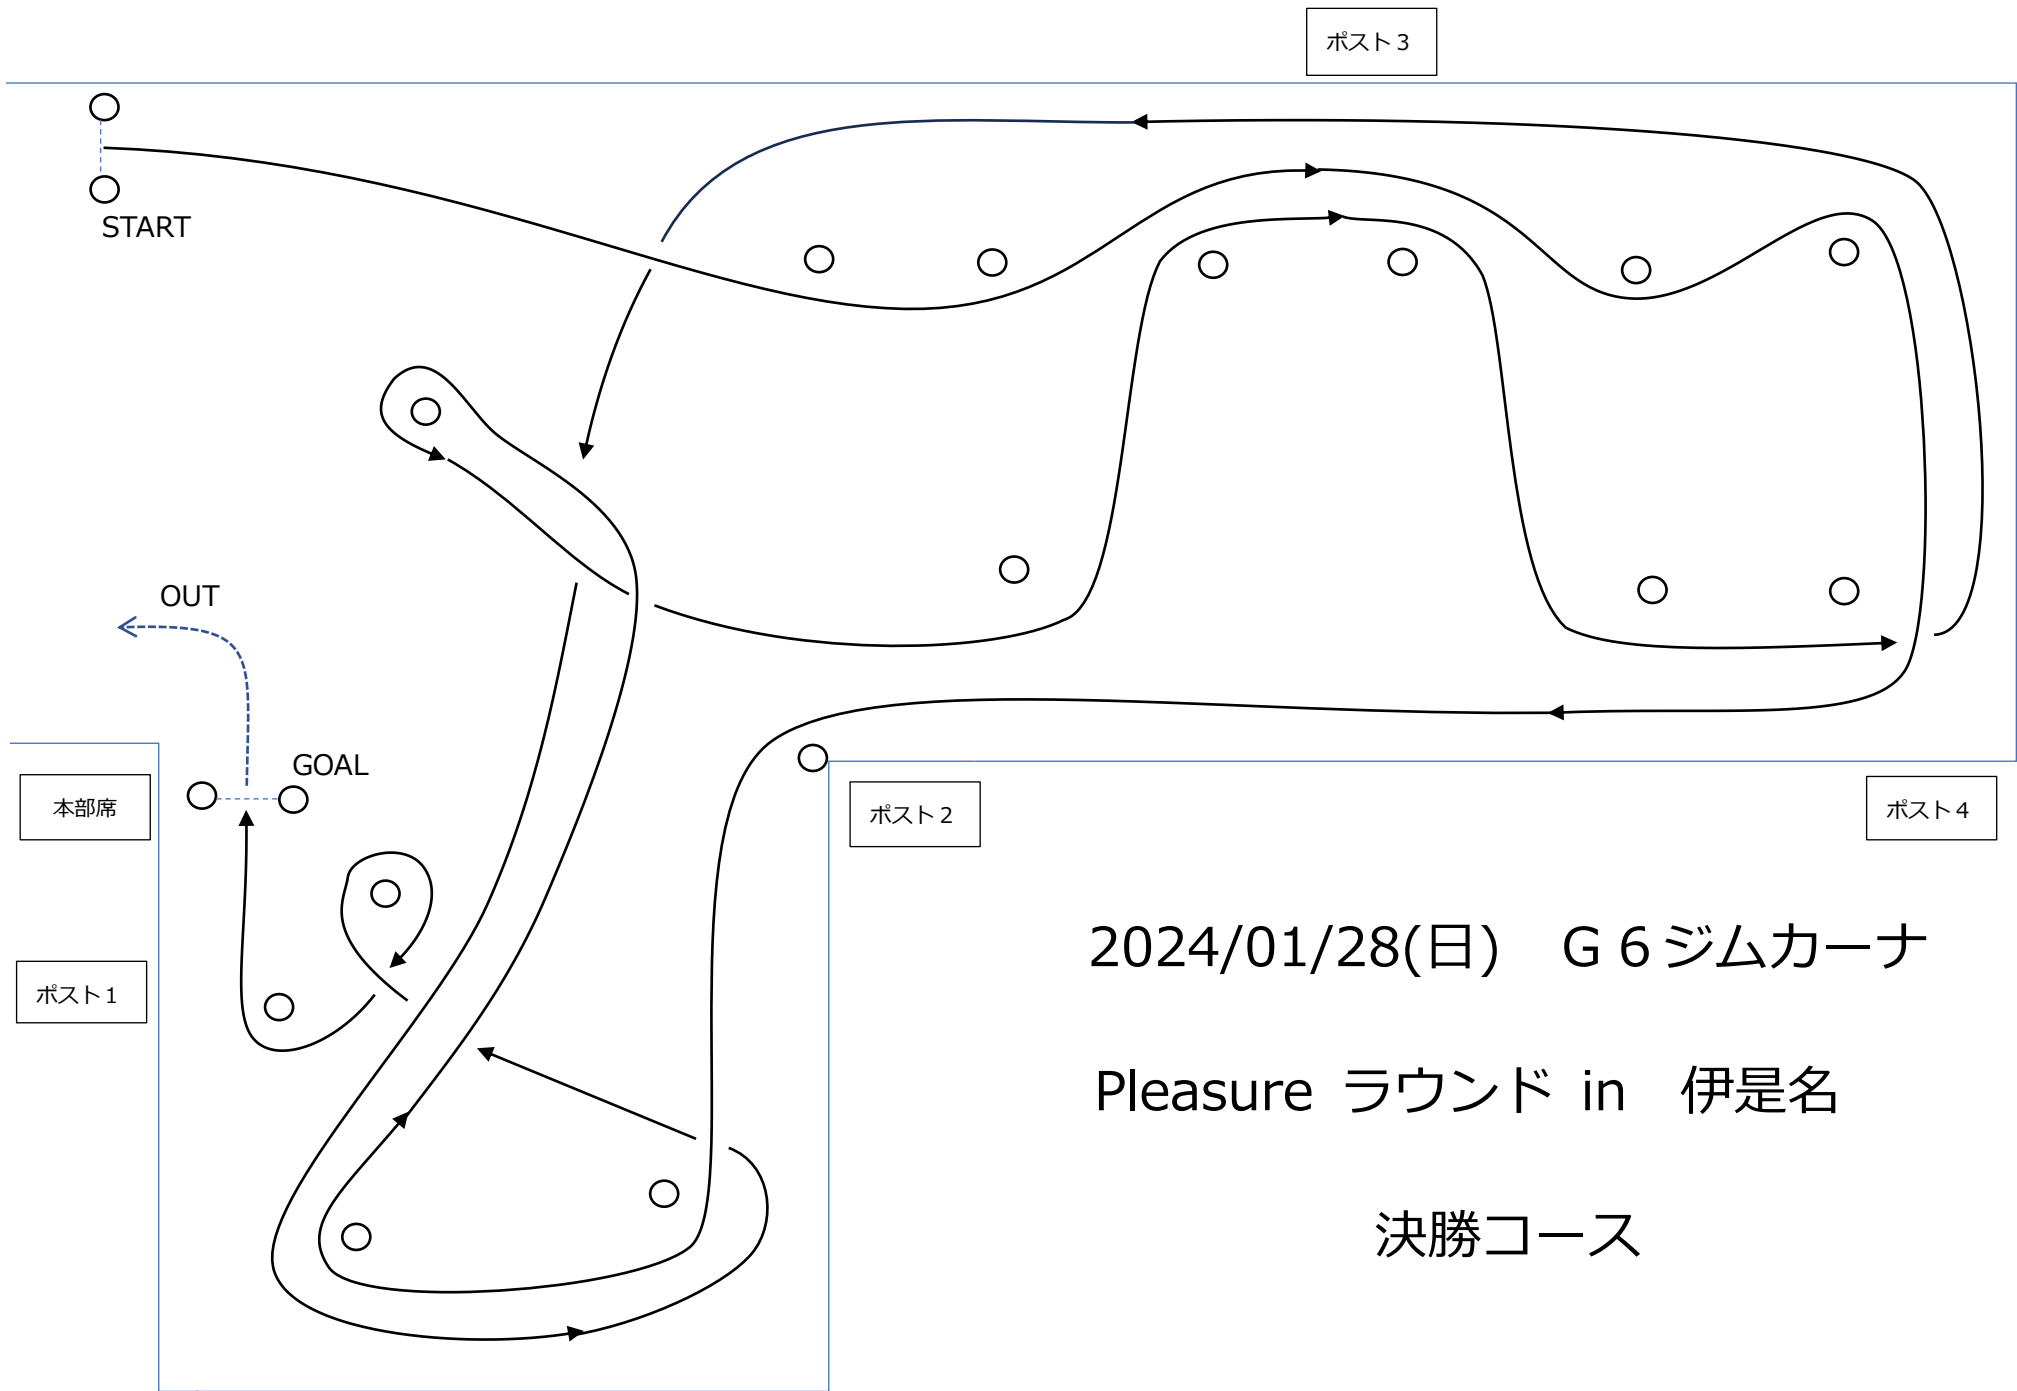 ポスト3
START
OUT
GOAL
本部席
ポスト2
ポスト4
2024/01/28(日)　G６ジムカーナ
ポスト1
Pleasure ラウンド in　伊是名
決勝コース